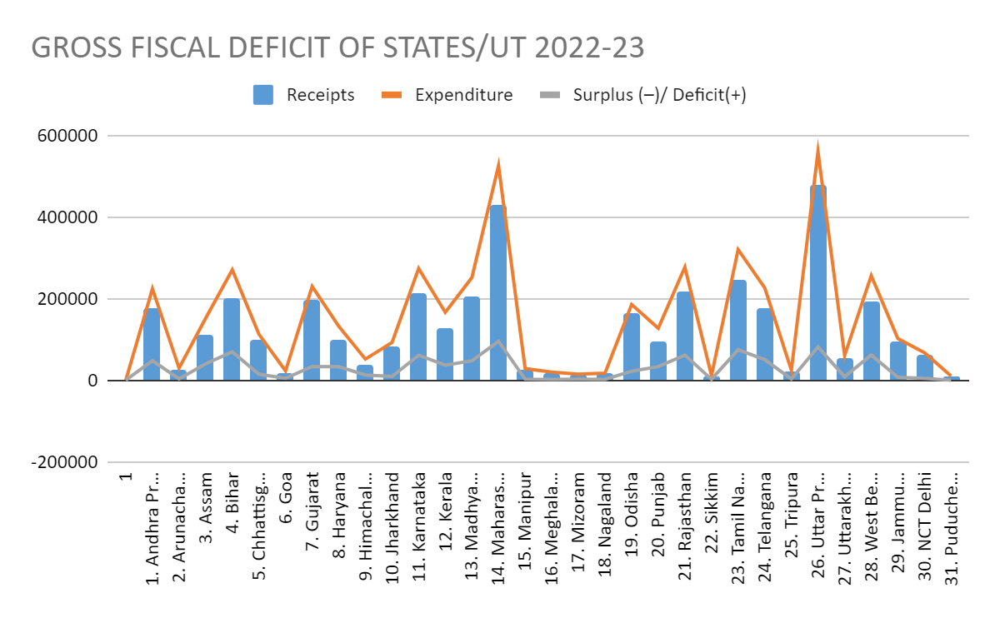 GROSS FISCAL DEFICIT OF STATES/UT 2022-23
Receipts
Expenditure
Surplus (–)/ Deficit(+)
600000
400000
200000
0
-200000
1
1. Andhra Pr...
2. Arunacha...
3. Assam
4. Bihar
5. Chhattisg...
6. Goa
7. Gujarat
8. Haryana
9. Himachal...
10. Jharkhand
11. Karnataka
12. Kerala
13. Madhya...
14. Maharas...
15. Manipur
16. Meghala...
17. Mizoram
18. Nagaland
19. Odisha
20. Punjab
21. Rajasthan
22. Sikkim
23. Tamil Na...
24. Telangana
25. Tripura
26. Uttar Pr...
27. Uttarakh...
28. West Be...
29. Jammu...
30. NCT Delhi
31. Puduche...